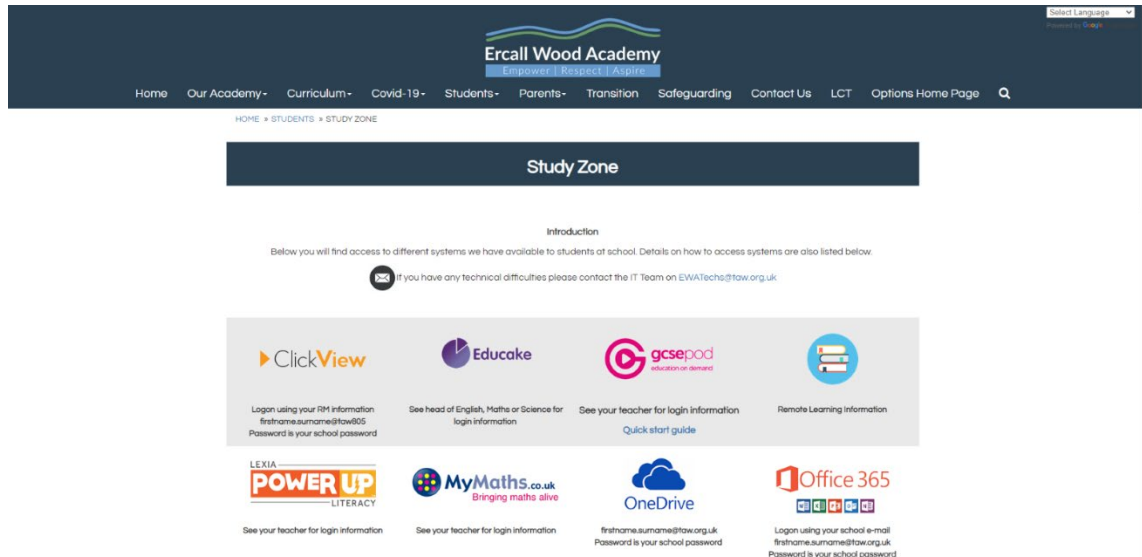 Select Language
Powered by Google
Ercall Wood Academy
Empower | Respect | Aspire
Home Our Academy Curriculum Covid-19 Students Parents Transition Safeguarding Contact Us LCT Options Home Page
HOME » STUDENTS » STUDY ZONE
Study Zone
Introduction
Below you will find access to different systems we have available to students at school. Details on how to access systems are also listed below.
If you have any technical difficulties please contact the IT Team on EWATechs@taw.org.uk
ClickView
Logon using your RM information
firstname.surname@taw805
Password is your school password
Educake
See head of English, Maths or Science for
login information
gcsepod
education on demand
See your teacher for login information
Quick start guide
Remote Learning Information
LEXIA
POWER UP
LITERACY
See your teacher for login information
MyMaths.co.uk
Bringing maths alive
See your teacher for login information
OneDrive
firstname.surname@taw.org.uk
Password is your school password
Office 365
Logon using your school e-mail
firstname.surname@taw.org.uk
Password is your school password